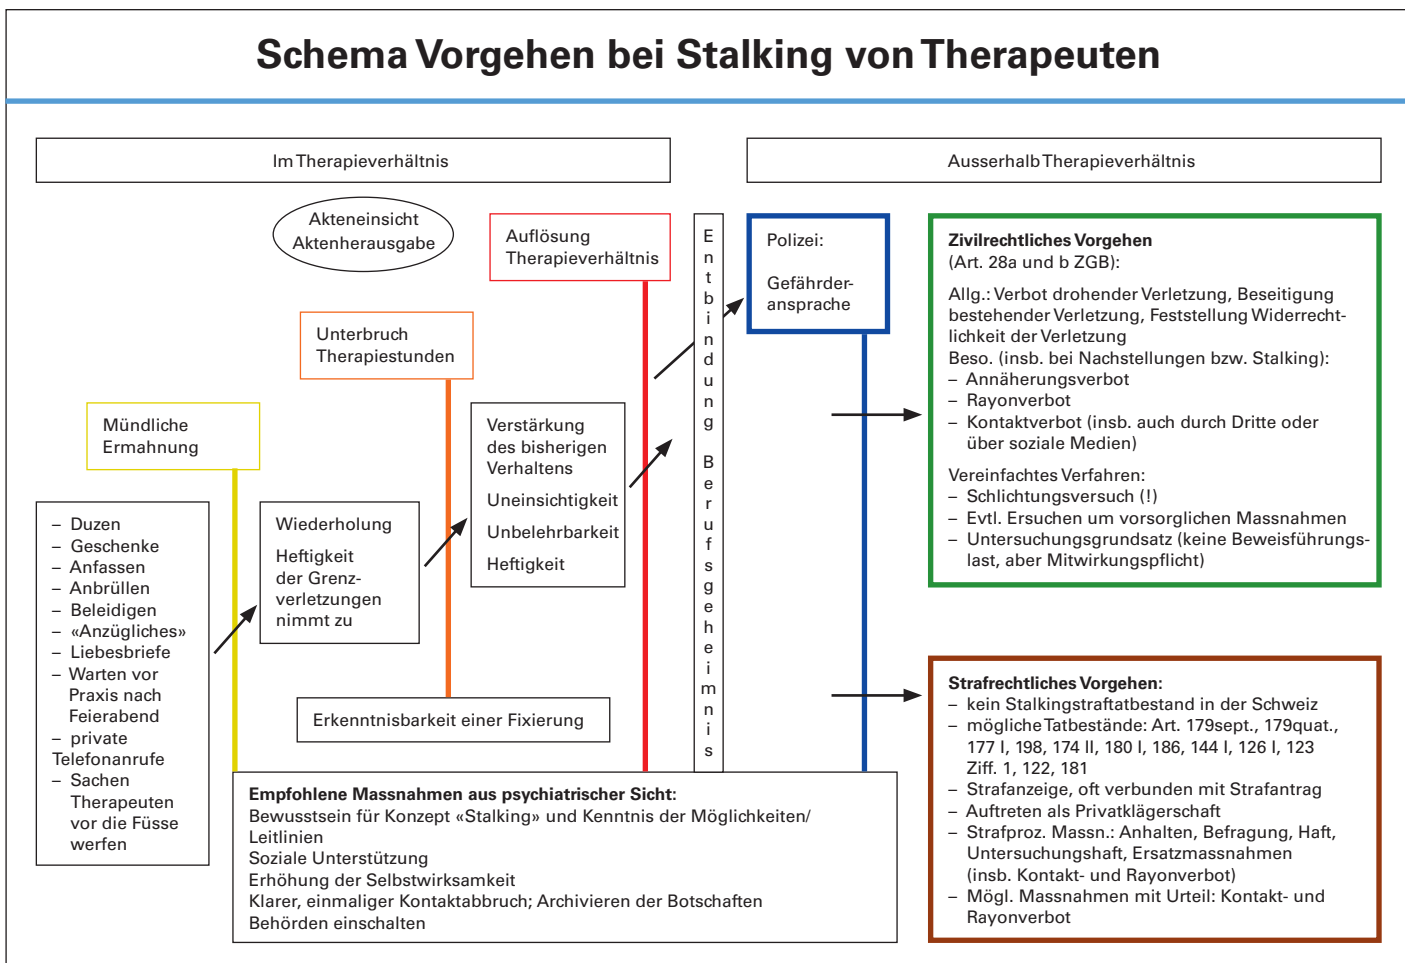 Schema Vorgehen bei Stalking von Therapeuten
Im Therapieverhältnis
Ausserhalb Therapieverhältnis
Akteneinsicht
Aktenherausgabe
Auflösung
Therapieverhältnis
Unterbruch
Therapiestunden
Mündliche
Ermahnung
– Duzen
– Geschenke
– Anfassen
– Anbrüllen
– Beleidigen
– «Anzügliches»
– Liebesbriefe
– Warten vor
Praxis nach
Feierabend
– private
Telefonanrufe
– Sachen
Therapeuten
vor die Füsse
werfen
Wiederholung
Heftigkeit
der Grenz-
verletzungen
nimmt zu
Verstärkung
des bisherigen
Verhaltens
Uneinsichtigkeit
Unbelehrbarkeit
Heftigkeit
Erkenntnisbarkeit einer Fixierung
Entbindung Berufsgeheimnis
Polizei:
Gefährder-
ansprache
Empfohlene Massnahmen aus psychiatrischer Sicht:
Bewusstsein für Konzept «Stalking» und Kenntnis der Möglichkeiten/
Leitlinien
Soziale Unterstützung
Erhöhung der Selbstwirksamkeit
Klarer, einmaliger Kontaktabbruch; Archivieren der Botschaften
Behörden einschalten
Zivilrechtliches Vorgehen
(Art. 28a und b ZGB):
Allg.: Verbot drohender Verletzung, Beseitigung
bestehender Verletzung, Feststellung Widerrecht-
lichkeit der Verletzung
Beso. (insb. bei Nachstellungen bzw. Stalking):
– Annäherungsverbot
– Rayonverbot
– Kontaktverbot (insb. auch durch Dritte oder
über soziale Medien)
Vereinfachtes Verfahren:
– Schlichtungsversuch (!)
– Evtl. Ersuchen um vorsorglichen Massnahmen
– Untersuchungsgrundsatz (keine Beweisführungs-
last, aber Mitwirkungspflicht)
Strafrechtliches Vorgehen:
– kein Stalkingstraftatbestand in der Schweiz
– mögliche Tatbestände: Art. 179sept., 179quat.,
177 I, 198, 174 II, 180 I, 186, 144 I, 126 I, 123
Ziff. 1, 122, 181
– Strafanzeige, oft verbunden mit Strafantrag
– Auftreten als Privatklägerschaft
– Strafproz. Massn.: Anhalten, Befragung, Haft,
Untersuchungshaft, Ersatzmassnahmen
(insb. Kontakt- und Rayonverbot)
– Mögl. Massnahmen mit Urteil: Kontakt- und
Rayonverbot